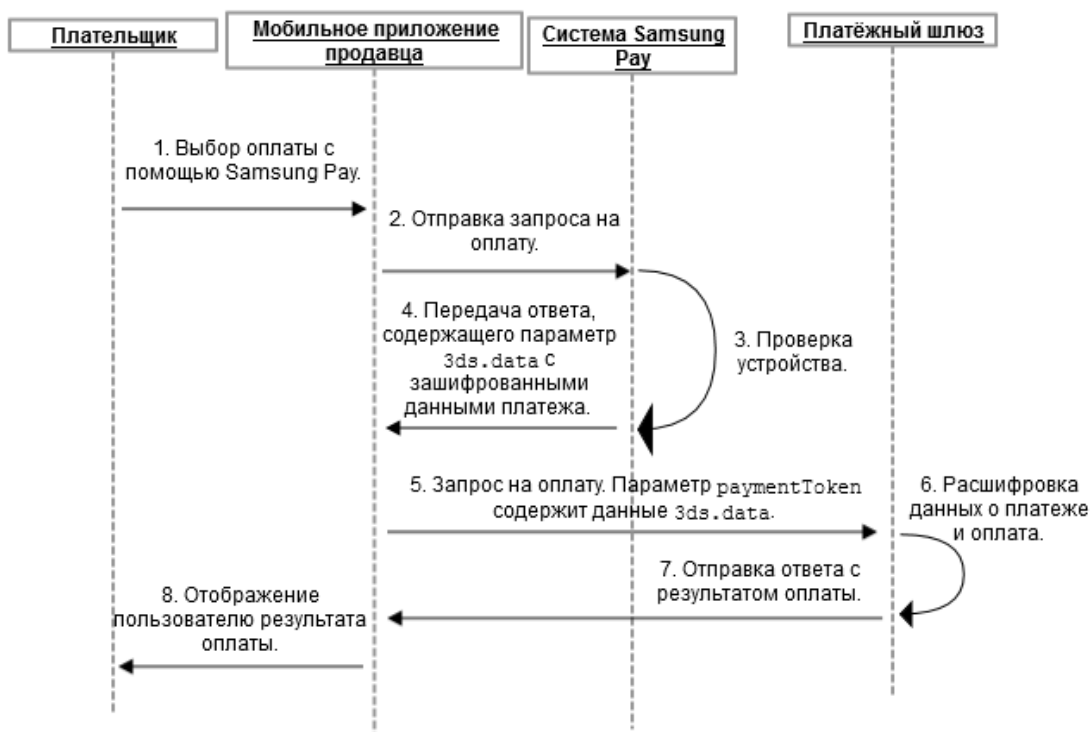 Плательщик
Мобильное приложение
продавца
Система Samsung
Pay
Платёжный шлюз
1. Выбор оплаты с
помощью Samsung Pay.
2. Отправка запроса на
оплату.
3. Проверка
устройства.
4. Передача ответа,
содержащего параметр
3ds.data с
зашифрованными
данными платежа.
5. Запрос на оплату. Параметр paymentToken
содержит данные 3ds.data.
6. Расшифровка
данных о платеже
и оплата.
7. Отправка ответа с
результатом оплаты.
8. Отображение
пользователю результата
оплаты.